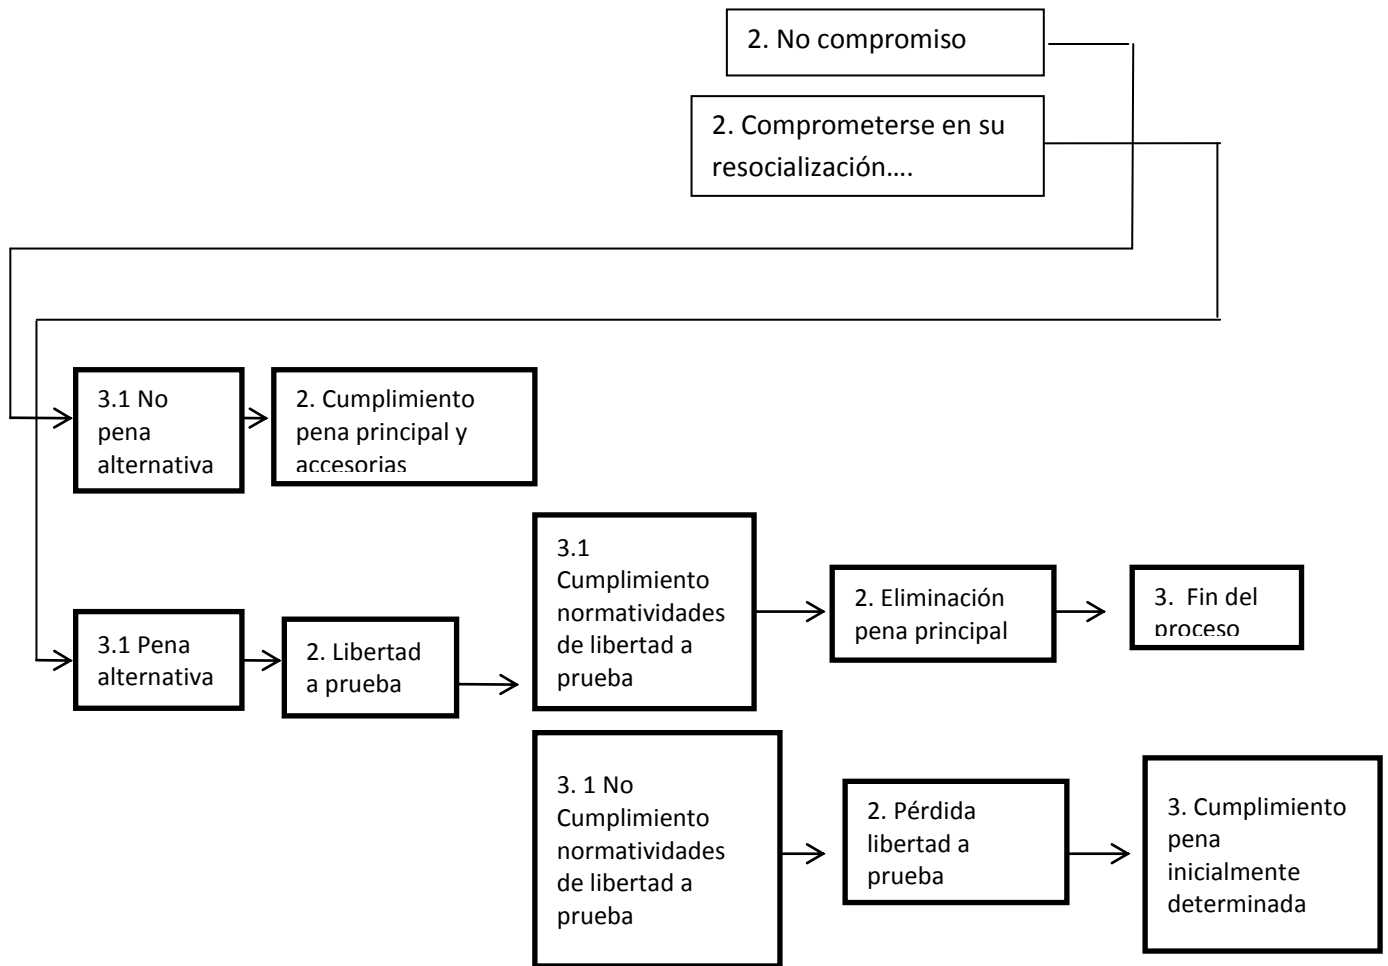 2. No compromiso
2. Comprometerse en su
resocialización....
3.1 No
pena
alternativa
2. Cumplimiento
pena principal y
accesorias
3.1
Cumplimiento
normatividades
de libertad a
prueba
2. Eliminación
pena principal
3.  Fin del
proceso
3.1 Pena
alternativa
2. Libertad
a prueba
3. 1 No
Cumplimiento
normatividades
de libertad a
prueba
2. Pérdida
libertad a
prueba
3. Cumplimiento
pena
inicialmente
determinada